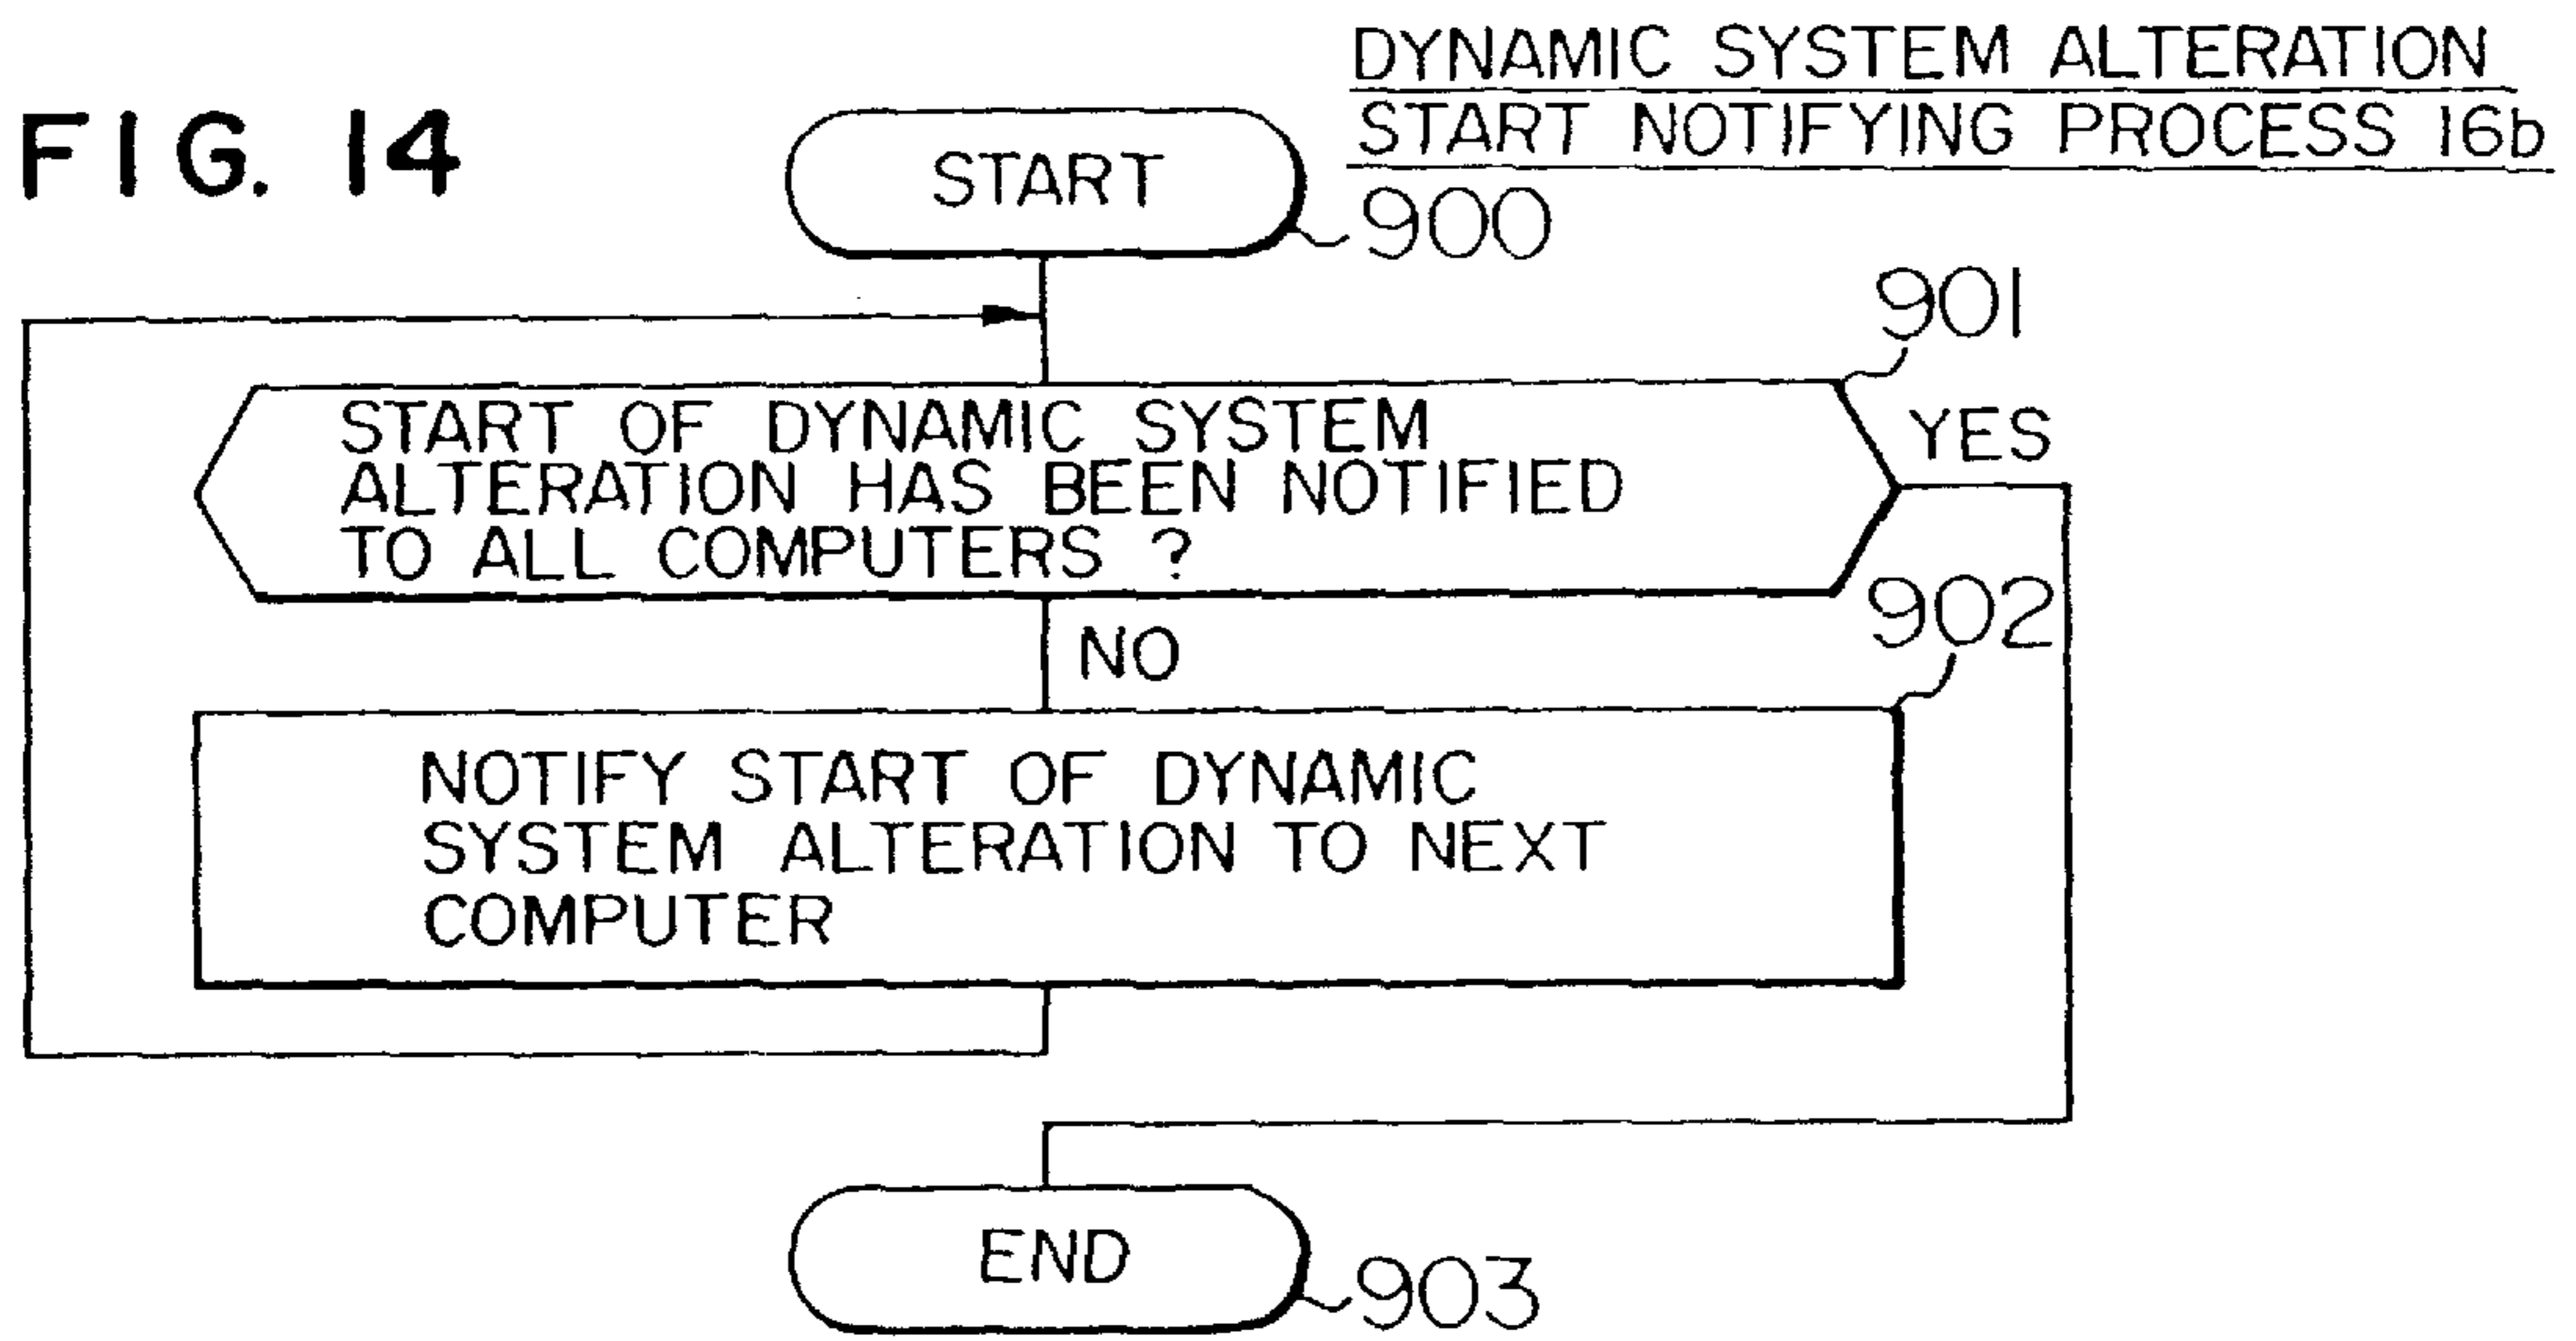 FIG. 14
DYNAMIC SYSTEM ALTERATION
START NOTIFYING PROCESS 16b
START
900
901
START OF DYNAMIC SYSTEM
ALTERATION HAS BEEN NOTIFIED
TO ALL COMPUTERS ?
YES
NO
902
NOTIFY START OF DYNAMIC
SYSTEM ALTERATION TO NEXT
COMPUTER
END
903